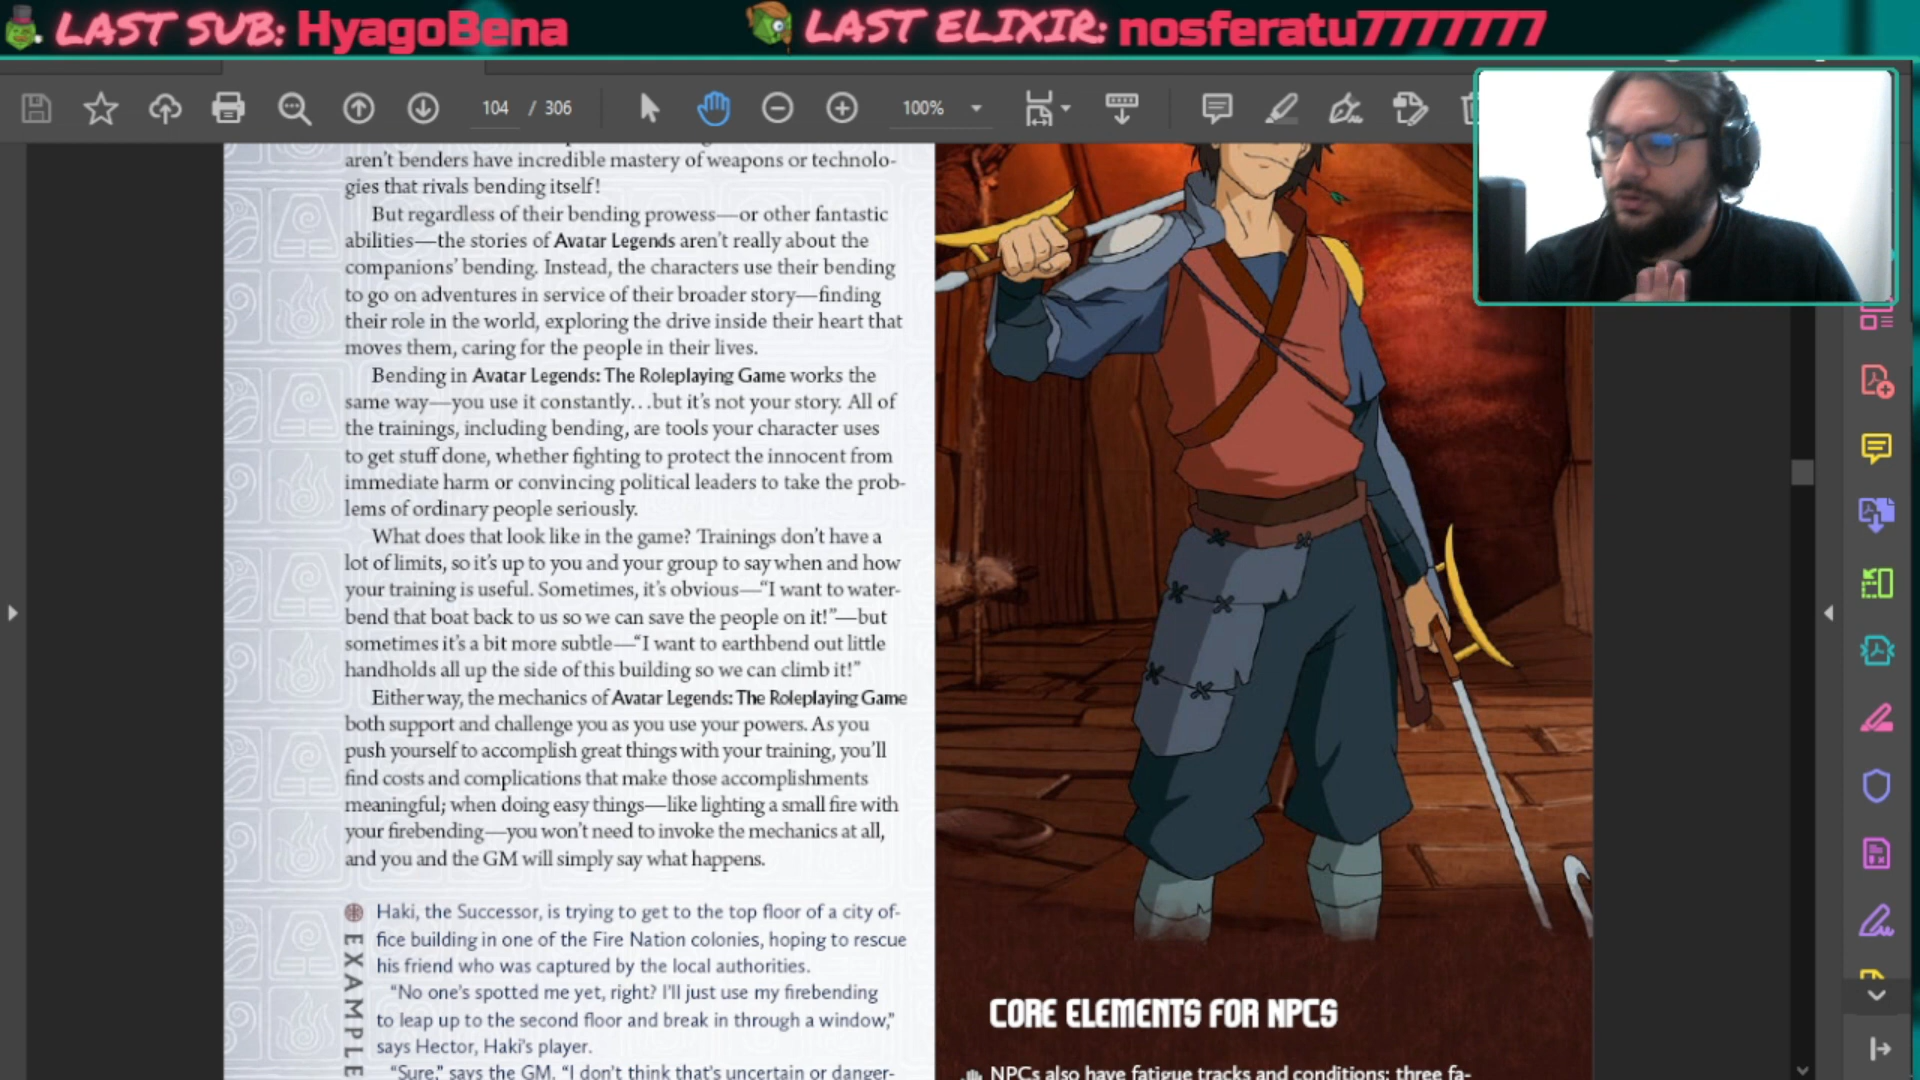 LAST SUB: HyagoBena
LAST ELIXIR: nosferatu7777777
104 / 306
100%
aren't benders have incredible mastery of weapons or technolo-
gies that rivals bending itself!
But regardless of their bending prowess—or other fantastic
abilities—the stories of Avatar Legends aren't really about the
companions' bending. Instead, the characters use their bending
to go on adventures in service of their broader story—finding
their role in the world, exploring the drive inside their heart that
moves them, caring for the people in their lives.
Bending in Avatar Legends: The Roleplaying Game works the
same way—you use it constantly…but it's not your story. All of
the trainings, including bending, are tools your character uses
to get stuff done, whether fighting to protect the innocent from
immediate harm or convincing political leaders to take the prob-
lems of ordinary people seriously.
What does that look like in the game? Trainings don't have a
lot of limits, so it's up to you and your group to say when and how
your training is useful. Sometimes, it's obvious—“I want to water-
bend that boat back to us so we can save the people on it!”—but
sometimes it's a bit more subtle—“I want to earthbend out little
handholds all up the side of this building so we can climb it!”
Either way, the mechanics of Avatar Legends: The Roleplaying Game
both support and challenge you as you use your powers. As you
push yourself to accomplish great things with your training, you'll
find costs and complications that make those accomplishments
meaningful; when doing easy things—like lighting a small fire with
your firebending—you won't need to invoke the mechanics at all,
and you and the GM will simply say what happens.
EXAMPLE
Haki, the Successor, is trying to get to the top floor of a city of-
fice building in one of the Fire Nation colonies, hoping to rescue
his friend who was captured by the local authorities.
“No one's spotted me yet, right? I'll just use my firebending
to leap up to the second floor and break in through a window,”
says Hector, Haki's player.
“Sure,” says the GM. “I don't think that's uncertain or danger-
CORE ELEMENTS FOR NPCS
NPCs also have fatigue tracks and conditions; three fa-